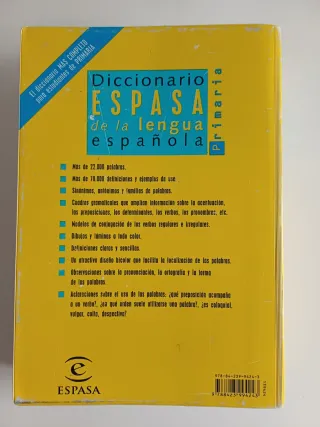 El diccionario MÁS COMPLETO
para estudiantes de PRIMARIA
Diccionario
ESPASA
de la lengua
española
Primaria
Más de 22.000 palabras.
Más de 70.000 definiciones y ejemplos de uso.
Sinónimos, antónimos y familias de palabras.
Cuadros gramaticales que amplían información sobre la acentuación,
las preposiciones, los determinantes, los verbos, los pronombres, etc.
Modelos de conjugación de los verbos regulares e irregulares.
Dibujos y láminas a todo color.
Definiciones claras y sencillas.
Un atractivo diseño bicolor que facilita la localización de las palabras.
Observaciones sobre la pronunciación, la ortografía y la forma
de las palabras.
Aclaraciones sobre el uso de las palabras: ¿qué preposición acompaña
a un verbo?, ¿en qué orden suele utilizarse una palabra?, ¿es coloquial,
vulgar, culta, despectiva?
ESPASA